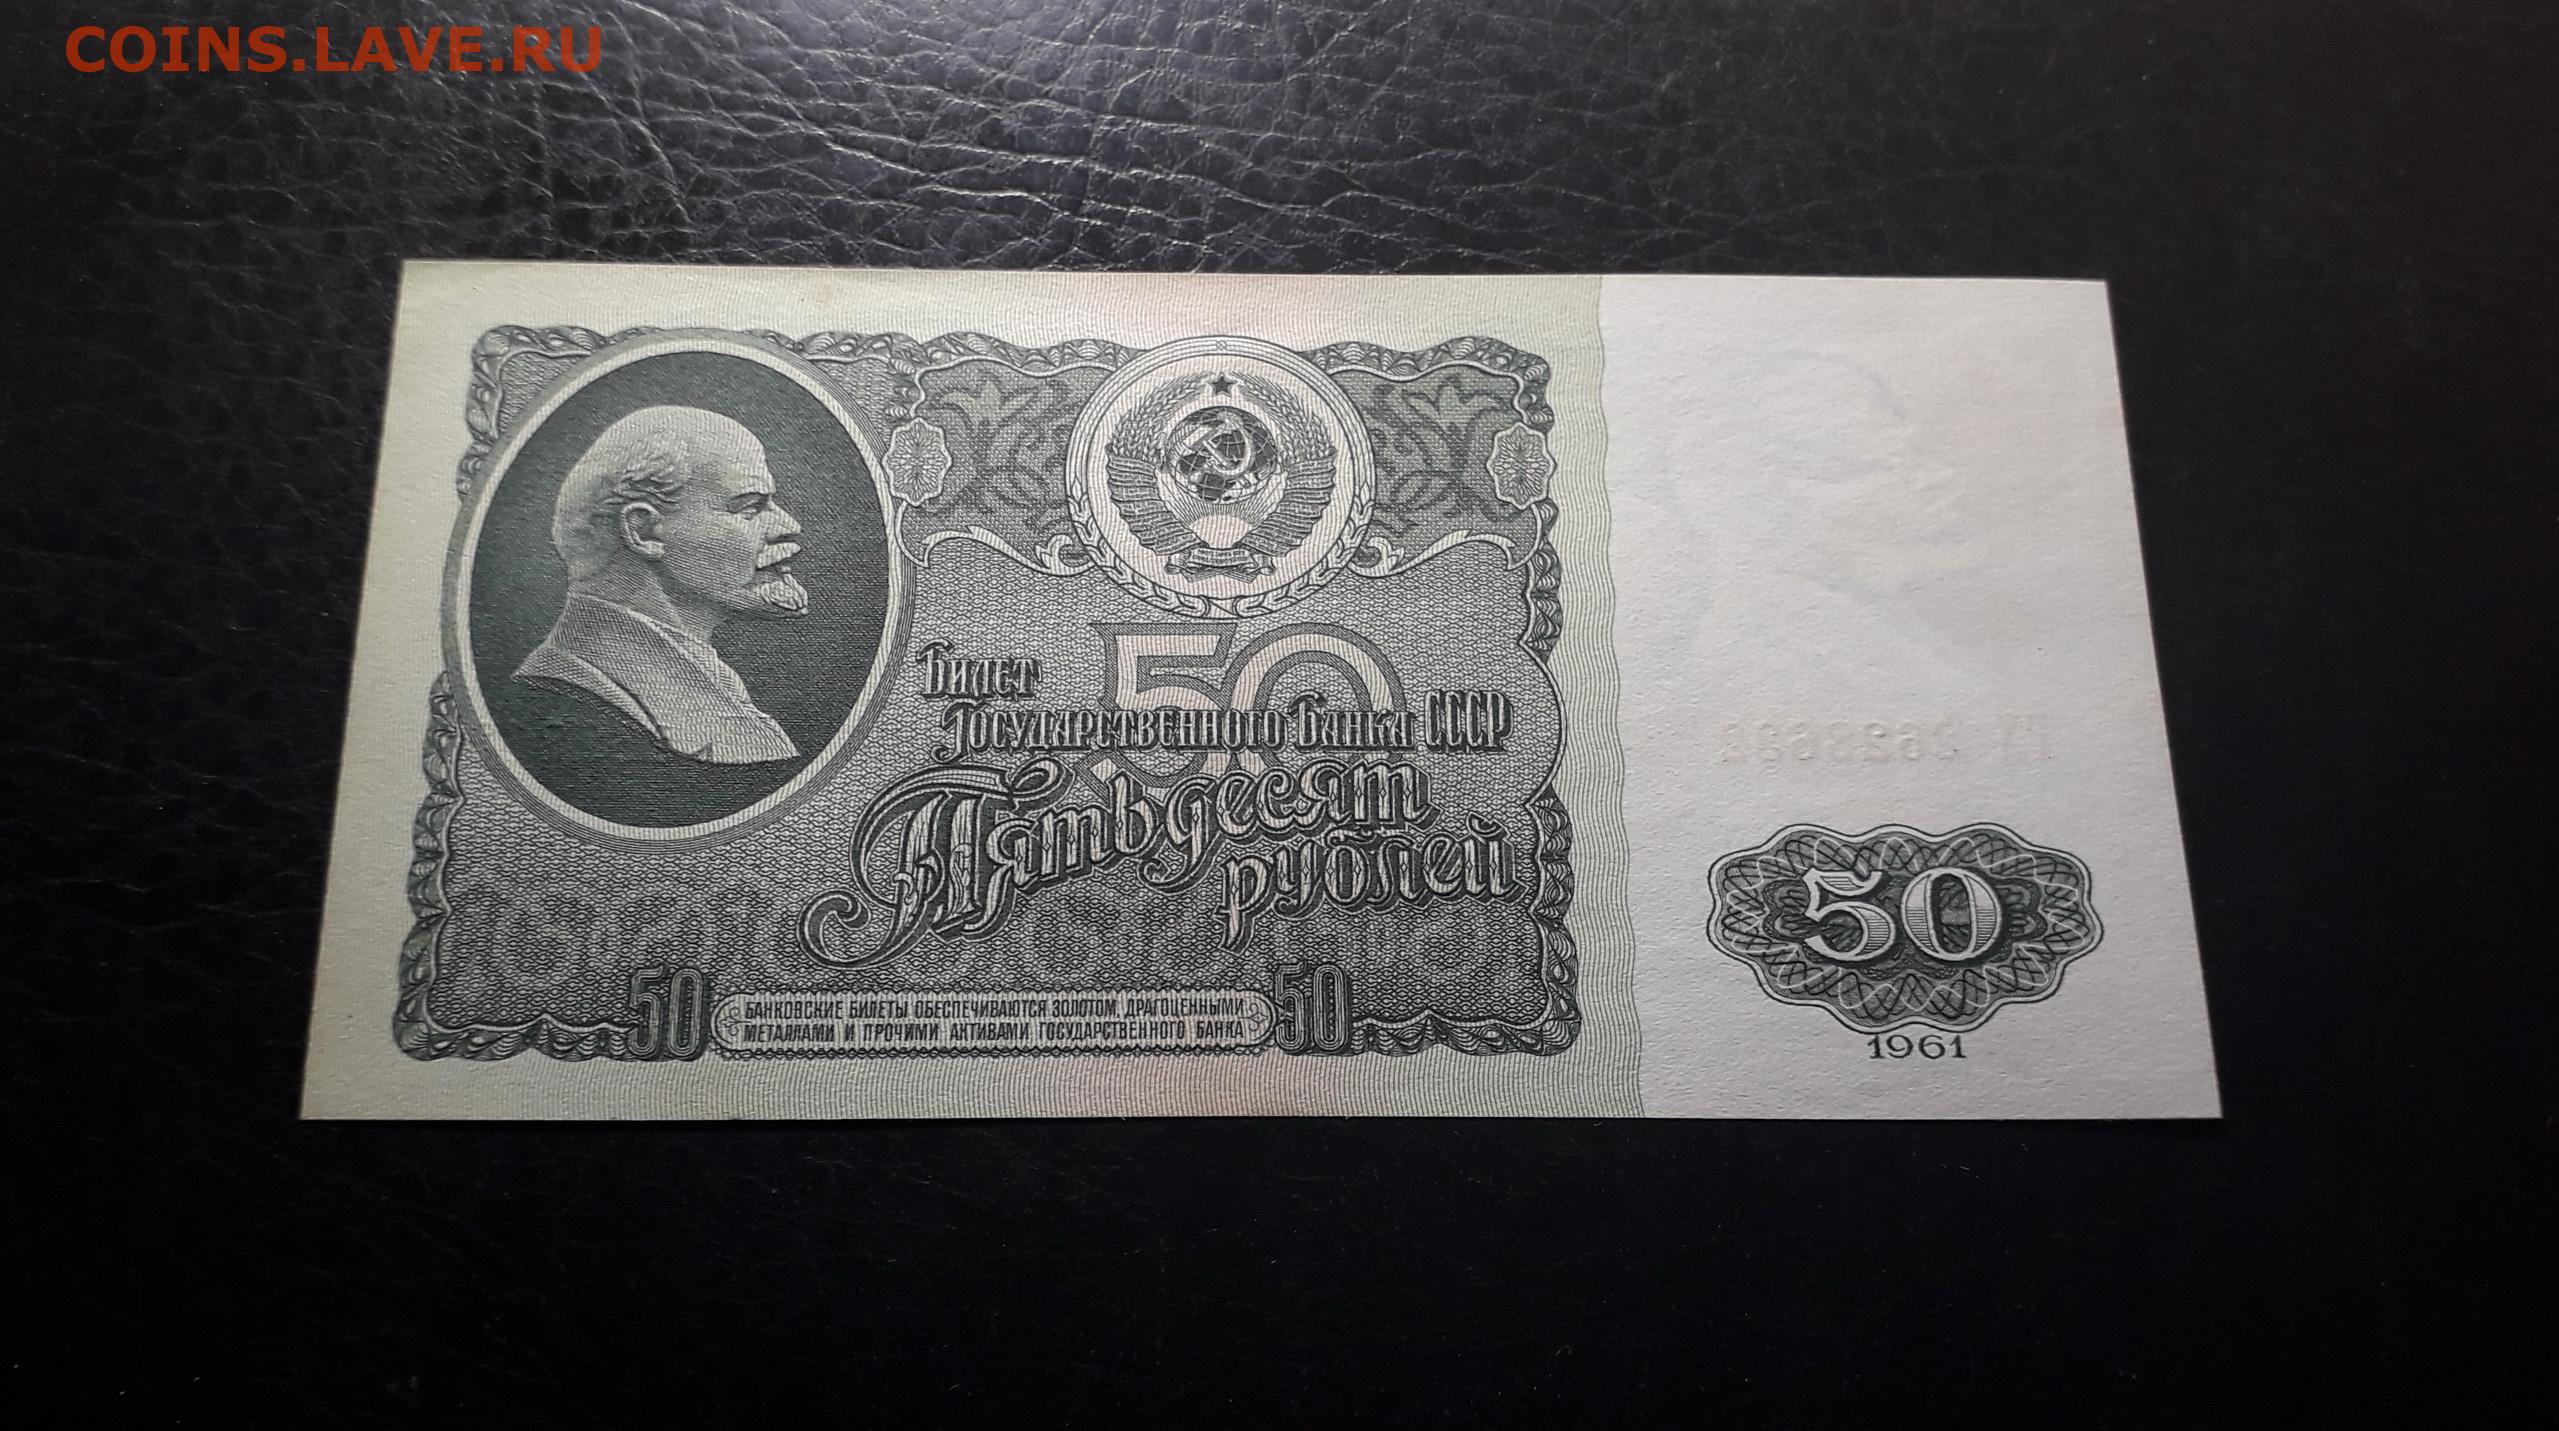 COINS.LAVE.RU
Билет
Государственного Банка СССР
50
Пятьдесят
рублей
50
БАНКОВСКИЕ БИЛЕТЫ ОБЕСПЕЧИВАЮТСЯ ЗОЛОТОМ, ДРАГОЦЕННЫМИ
МЕТАЛЛАМИ И ПРОЧИМИ АКТИВАМИ ГОСУДАРСТВЕННОГО БАНКА
50
50
1961